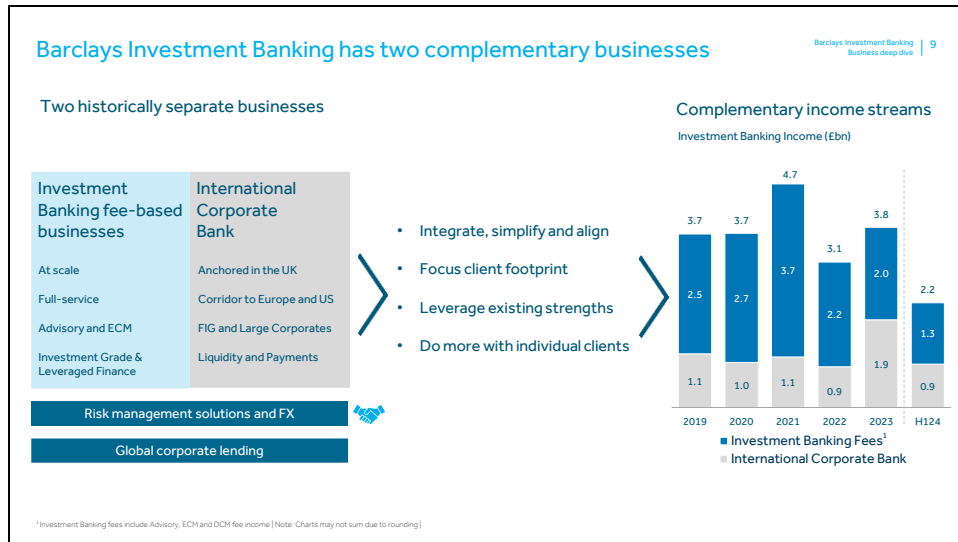 Barclays Investment Banking has two complementary businesses
Barclays Investment Banking
Business deep dive
9
Two historically separate businesses
Investment
Banking fee-based
businesses
At scale
Full-service
Advisory and ECM
Investment Grade &
Leveraged Finance
International
Corporate
Bank
Anchored in the UK
Corridor to Europe and US
FIG and Large Corporates
Liquidity and Payments
Risk management solutions and FX
Global corporate lending
• Integrate, simplify and align
• Focus client footprint
• Leverage existing strengths
• Do more with individual clients
Complementary income streams
Investment Banking Income (£bn)
3.7 3.7 4.7 3.1 3.8 2.2
2.5 2.7 3.7 2.2 2.0 1.3
1.1 1.0 1.1 0.9 1.9 0.9
2019 2020 2021 2022 2023 H124
Investment Banking Fees¹
International Corporate Bank
¹Investment Banking fees include Advisory, ECM and DCM fee income | Note: Charts may not sum due to rounding |